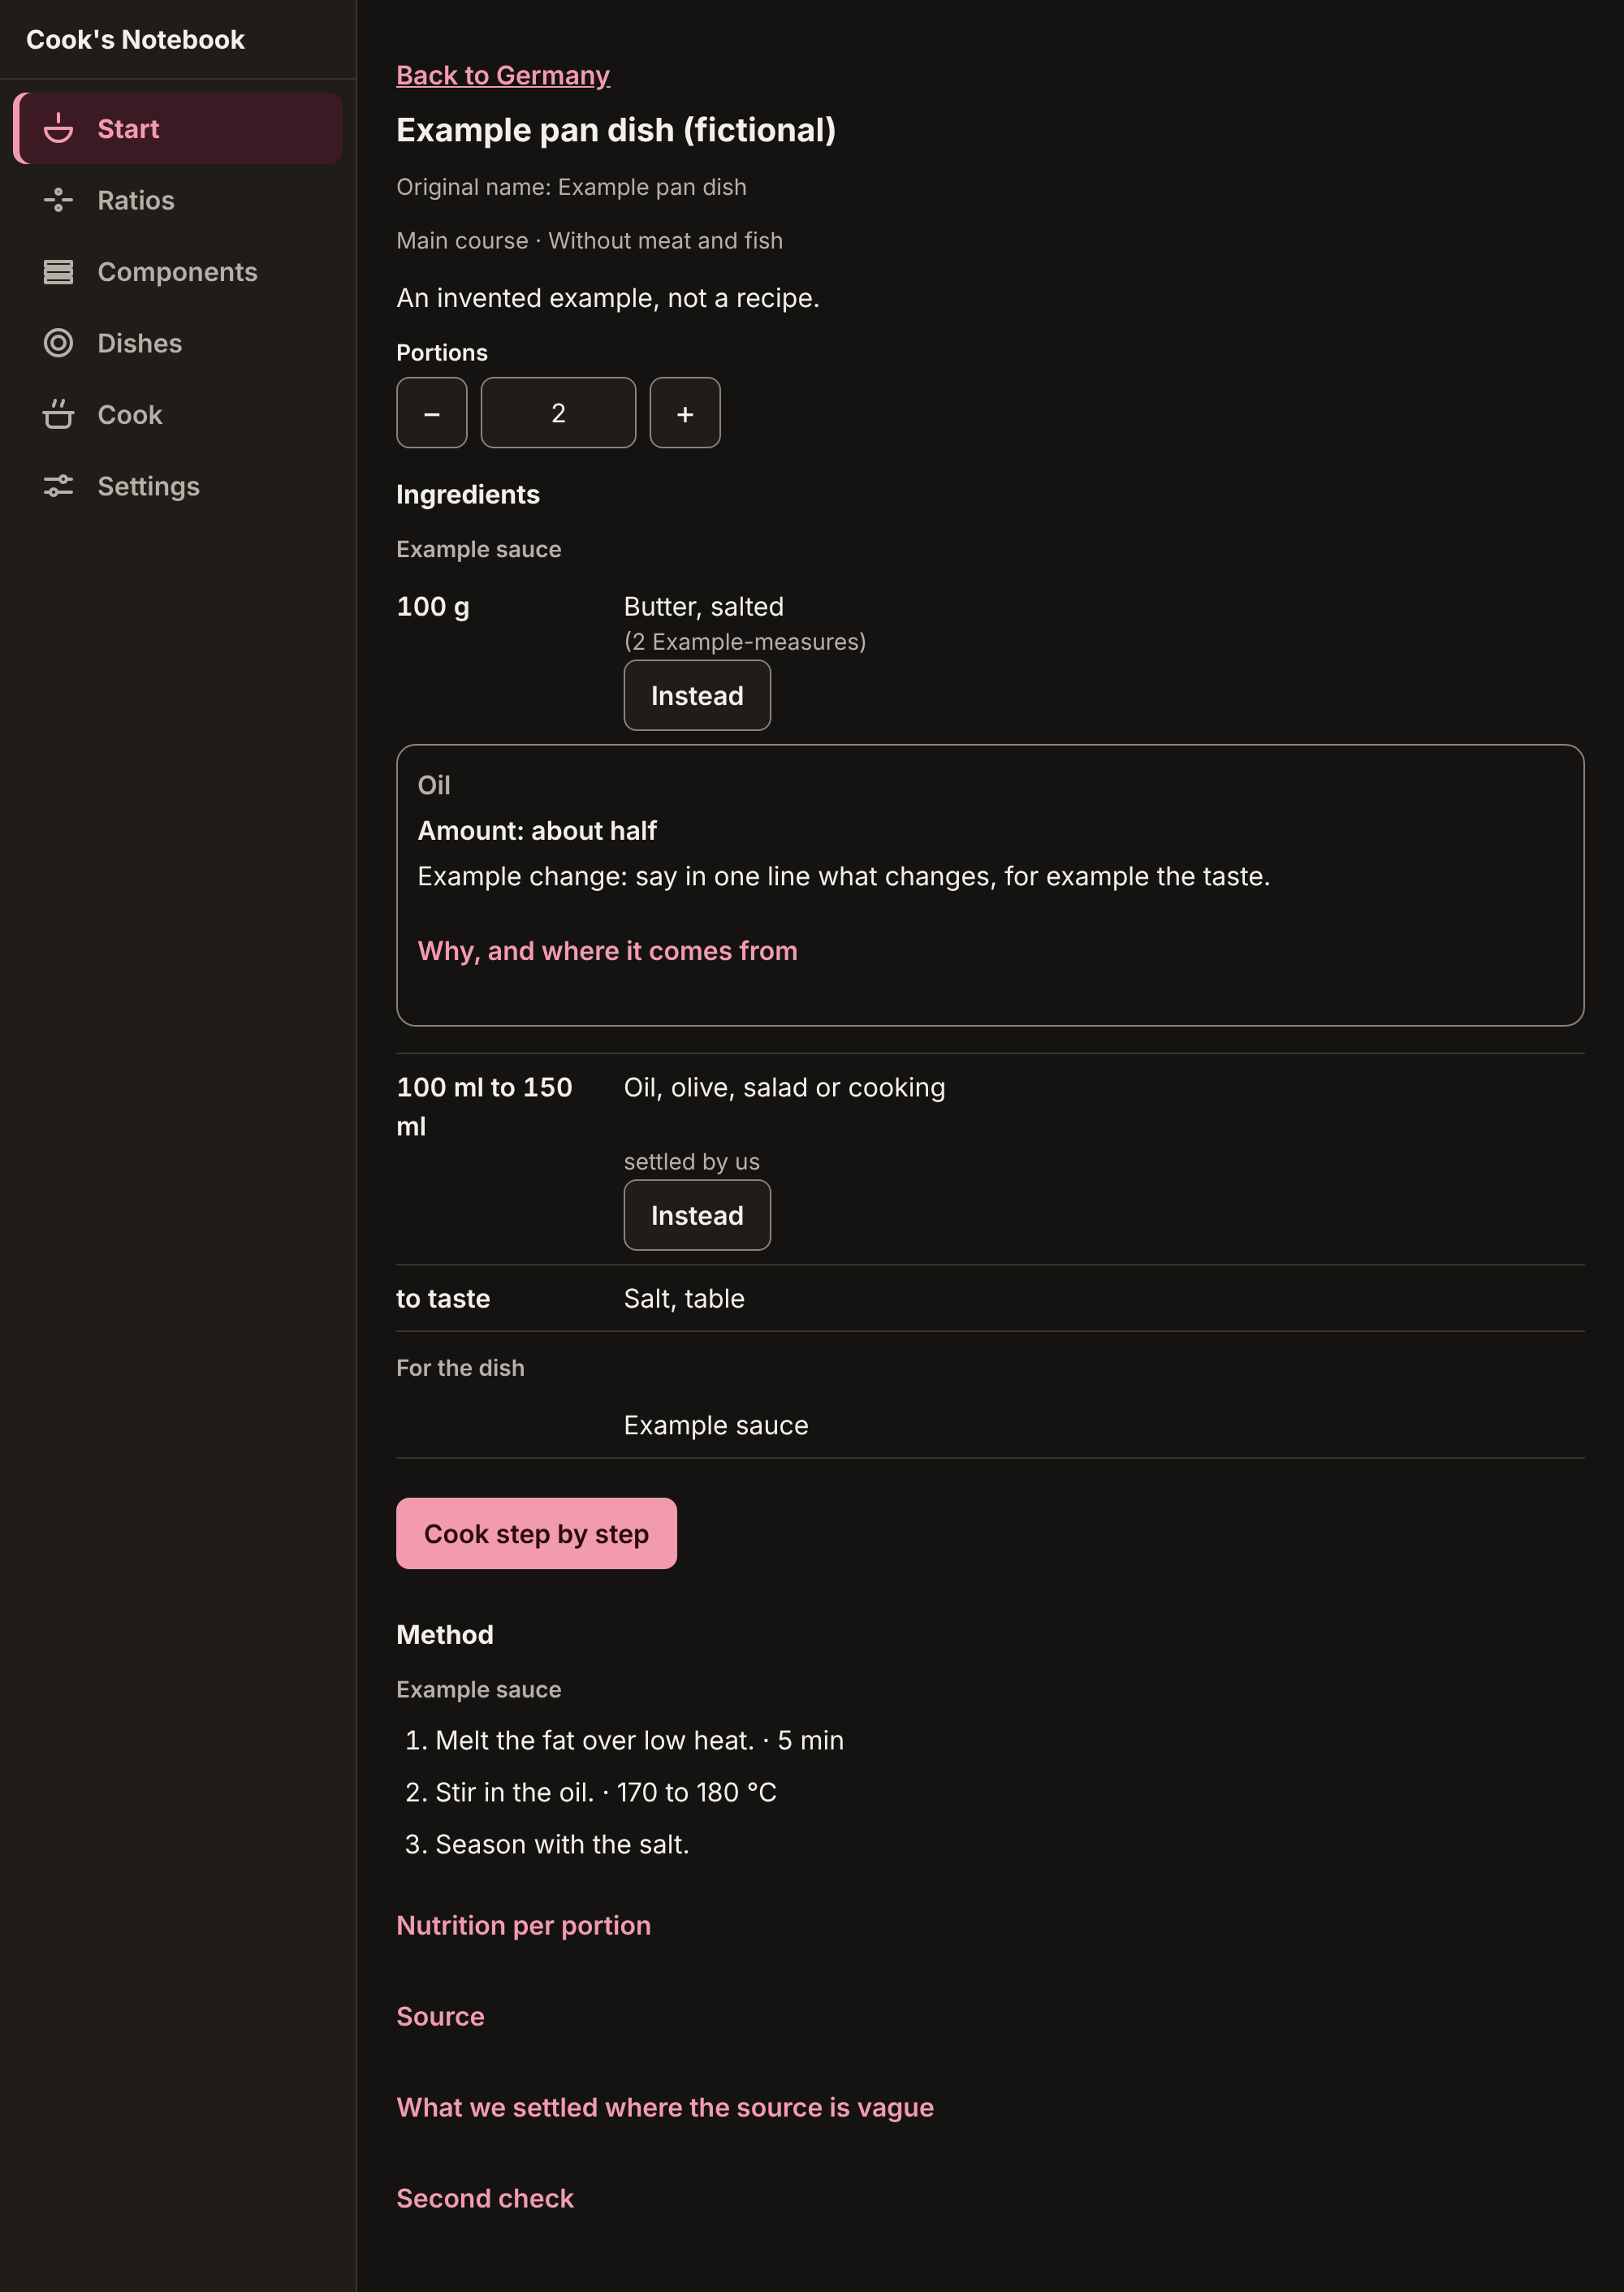 Cook's Notebook
Start
Ratios
Components
Dishes
Cook
Settings
Back to Germany
Example pan dish (fictional)
Original name: Example pan dish
Main course · Without meat and fish
An invented example, not a recipe.
Portions
− 2 +
Ingredients
Example sauce
100 g Butter, salted
(2 Example-measures)
Instead
Oil
Amount: about half
Example change: say in one line what changes, for example the taste.
Why, and where it comes from
100 ml to 150 Oil, olive, salad or cooking
ml
settled by us
Instead
to taste Salt, table
For the dish
Example sauce
Cook step by step
Method
Example sauce
1. Melt the fat over low heat. · 5 min
2. Stir in the oil. · 170 to 180 °C
3. Season with the salt.
Nutrition per portion
Source
What we settled where the source is vague
Second check